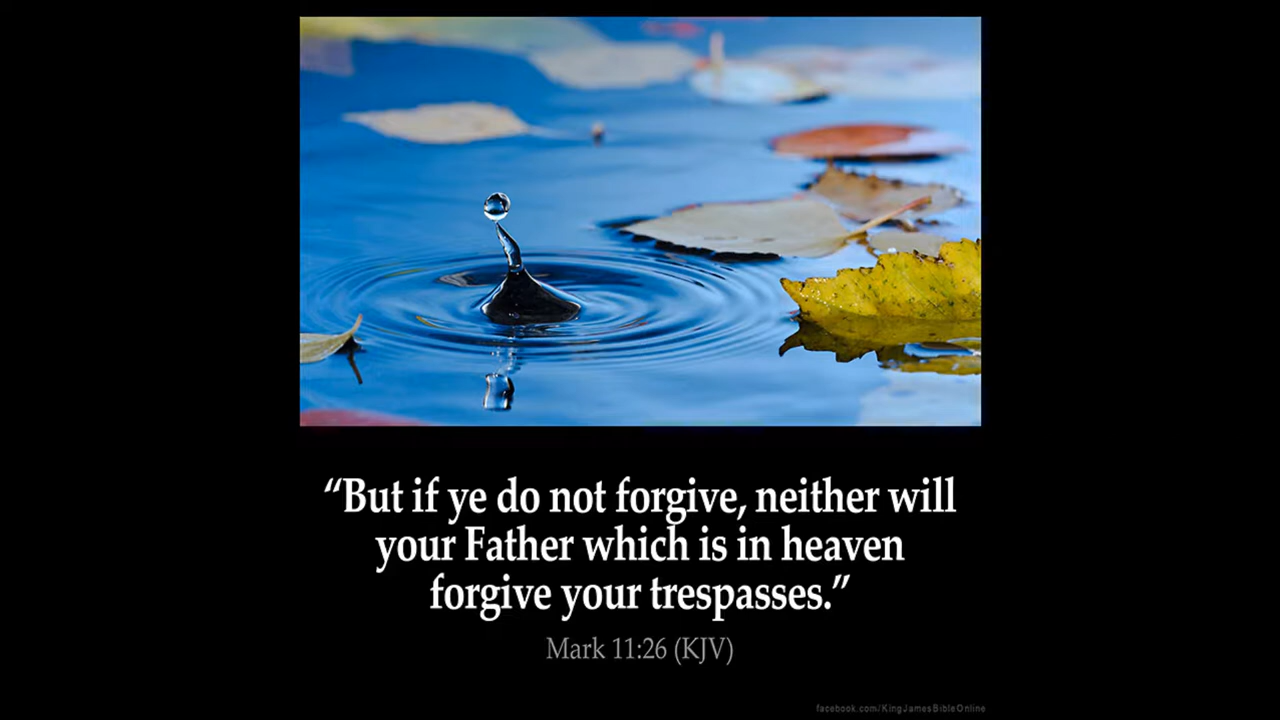 “But if ye do not forgive, neither will
your Father which is in heaven
forgive your trespasses.”
Mark 11:26 (KJV)
facebook.com/KingJamesBibleOnline